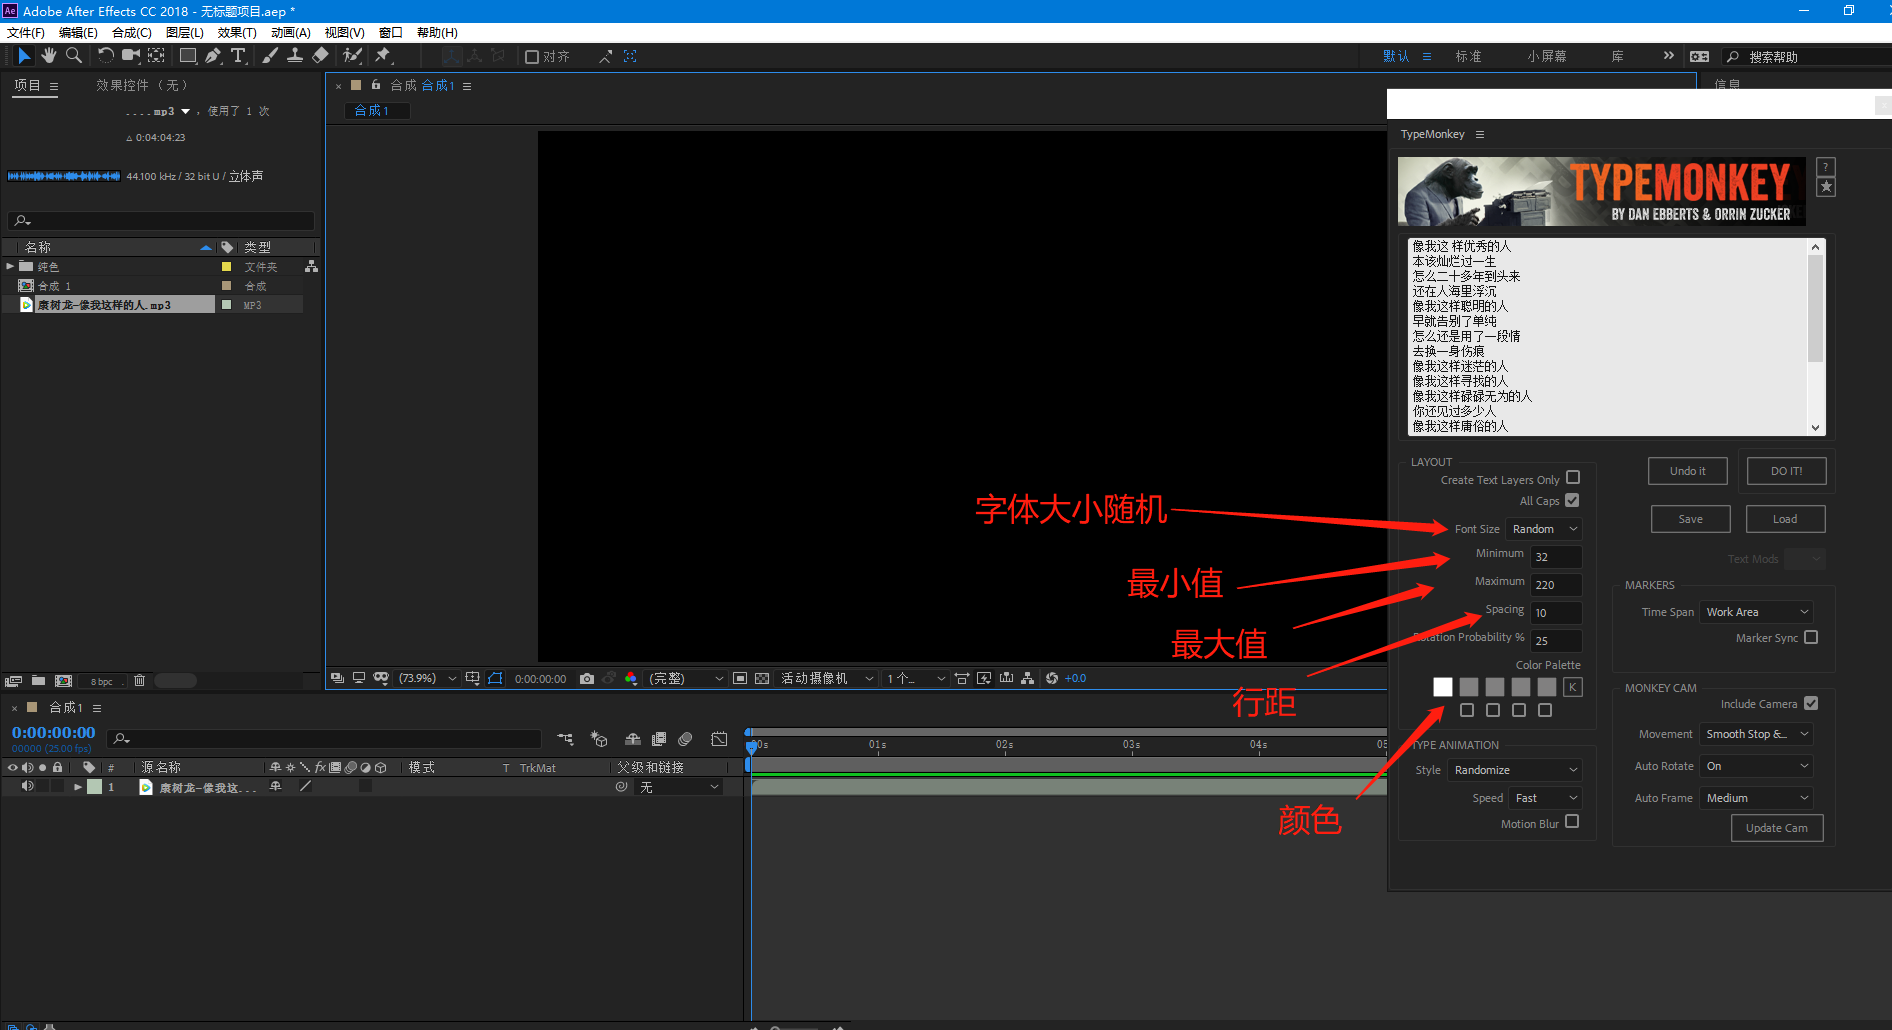 Ae Adobe After Effects CC 2018 - 无标题项目.aep *
文件(F) 编辑(E) 合成(C) 图层(L) 效果(T) 动画(A) 视图(V) 窗口 帮助(H)
对齐 默认 标准 小屏幕 库 搜索帮助
项目 效果控件 （无）
....mp3 ，使用了 1 次
△ 0:04:04:23
44.100 kHz / 32 bit U / 立体声
名称 类型
纯色 文件夹
合成 1 合成
康树龙-像我这样的人.mp3 MP3
8 bpc
合成 合成1
合成1
信息
TypeMonkey
TYPEMONKEY
BY DAN EBBERTS & ORRIN ZUCKER
?
像我这 样优秀的人
本该灿烂过一生
怎么二十多年到头来
还在人海里浮沉
像我这样聪明的人
早就告别了单纯
怎么还是用了一段情
去换一身伤痕
像我这样迷茫的人
像我这样寻找的人
像我这样碌碌无为的人
你还见过多少人
像我这样庸俗的人
LAYOUT
Create Text Layers Only
All Caps
Font Size Random
Minimum 32
Maximum 220
Spacing 10
Rotation Probability % 25
Color Palette
K
TYPE ANIMATION
Style Randomize
Speed Fast
Motion Blur
Undo it DO IT!
Save Load
Text Mods
MARKERS
Time Span Work Area
Marker Sync
MONKEY CAM
Include Camera
Movement Smooth Stop &...
Auto Rotate On
Auto Frame Medium
Update Cam
字体大小随机
最小值
最大值
行距
颜色
(73.9%) 0:00:00:00 (完整) 活动摄像机 1 个... +0.0
合成1
0:00:00:00
00000 (25.00 fps)
00s 01s 02s 03s 04s 05
# 源名称 fx 模式 T TrkMat 父级和链接
1 康树龙-像我这... 无